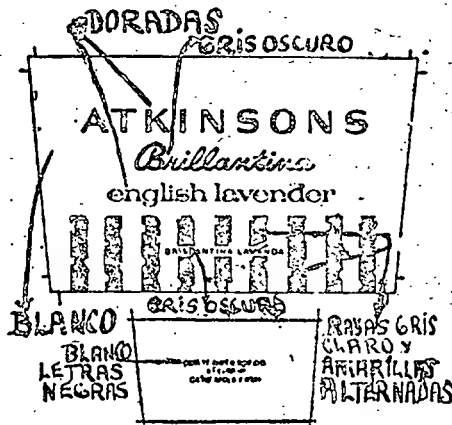 DORADAS
GRIS OSCURO
ATKINSONS
Brillantina
english lavender
BRILLANTINA LAVANDA
GRIS OSCURO
BLANCO
BLANCO
LETRAS
NEGRAS
RAYAS GRIS
CLARO Y
AMARILLAS
ALTERNADAS